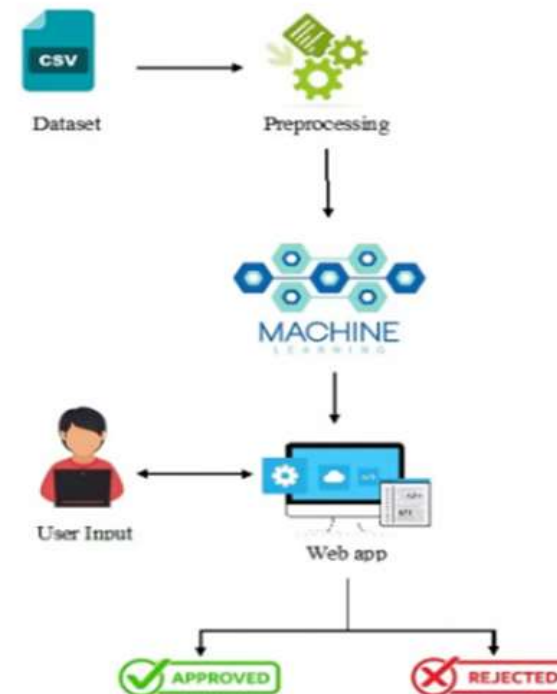 CSV
Dataset
Preprocessing
MACHINE
LEARNING
User Input
Web app
APPROVED
REJECTED